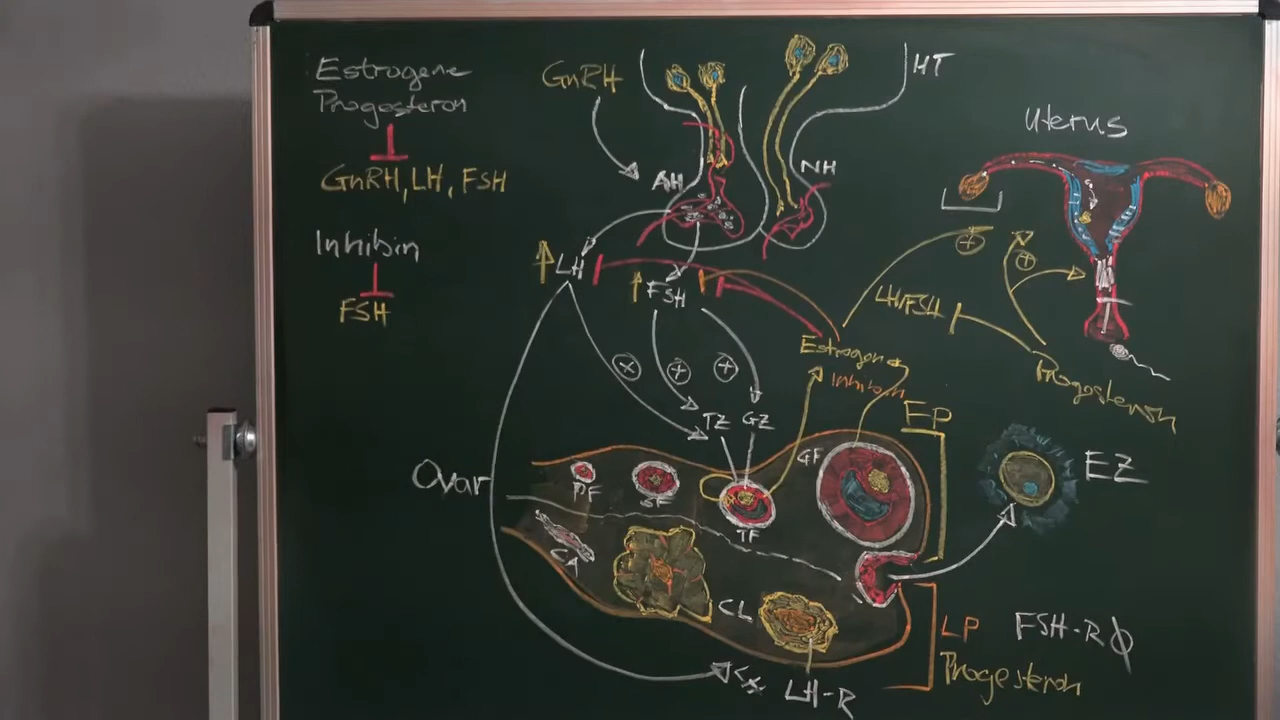 Estrogene
Progesteron
GnRH, LH, FSH
Inhibin
FSH
GnRH
HT
AH
NH
LH
FSH
Uterus
LH/FSH
Estrogene
Inhibin
Progesteron
TZ GZ
EP
Ovar
PF
SF
TF
GF
EZ
CA
CL
LP
Progesteron
FSH-R
LH-R